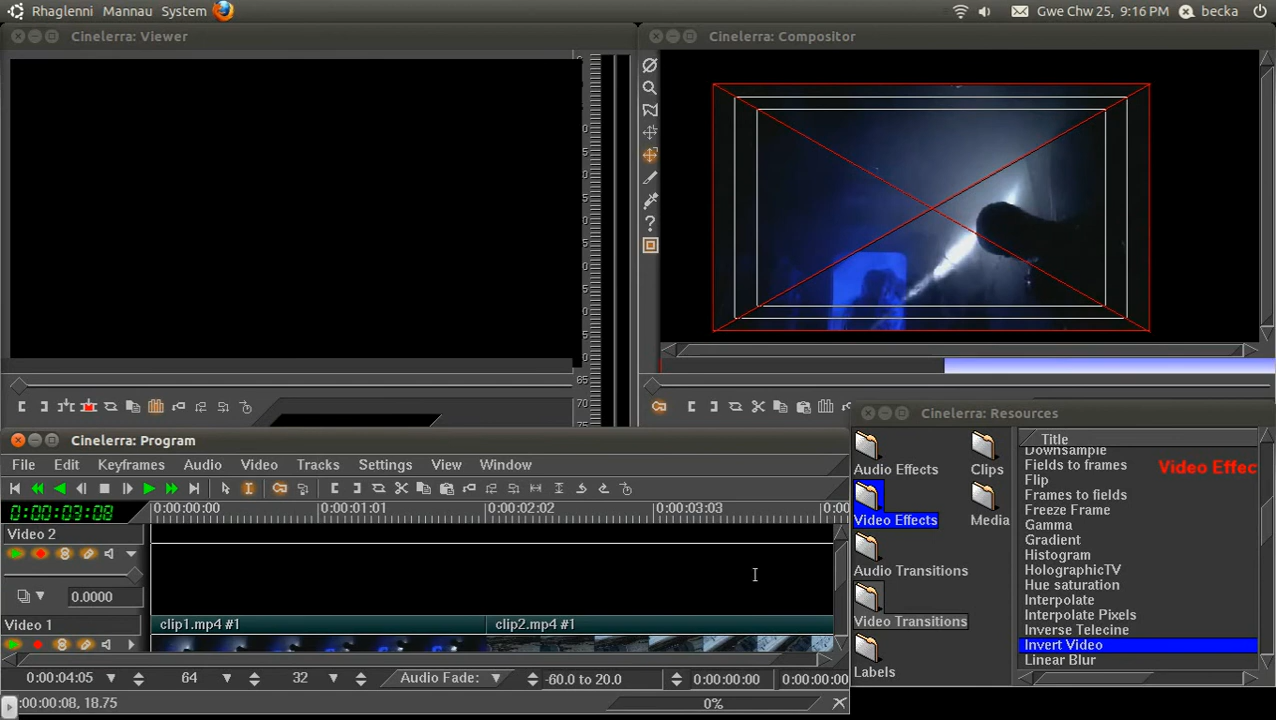 Rhaglenni Mannau System Gwe Chw 25, 9:16 PM becka
Cinelerra: Viewer
Cinelerra: Compositor
65
70
75
Cinelerra: Resources
Audio Effects
Clips
Video Effects
Media
Audio Transitions
Video Transitions
Labels
Title
Downsample
Fields to frames
Video Effec
Flip
Frames to fields
Freeze Frame
Gamma
Gradient
Histogram
HolographicTV
Hue saturation
Interpolate
Interpolate Pixels
Inverse Telecine
Invert Video
Linear Blur
Cinelerra: Program
File Edit Keyframes Audio Video Tracks Settings View Window
0:00:03:08 0:00:00:00 0:00:01:01 0:00:02:02 0:00:03:03 0:00
Video 2
0.0000
Video 1
clip1.mp4 #1 clip2.mp4 #1
0:00:04:05 64 32 Audio Fade: -60.0 to 20.0 0:00:00:00 0:00:00:00
:00:00:08, 18.75 0%